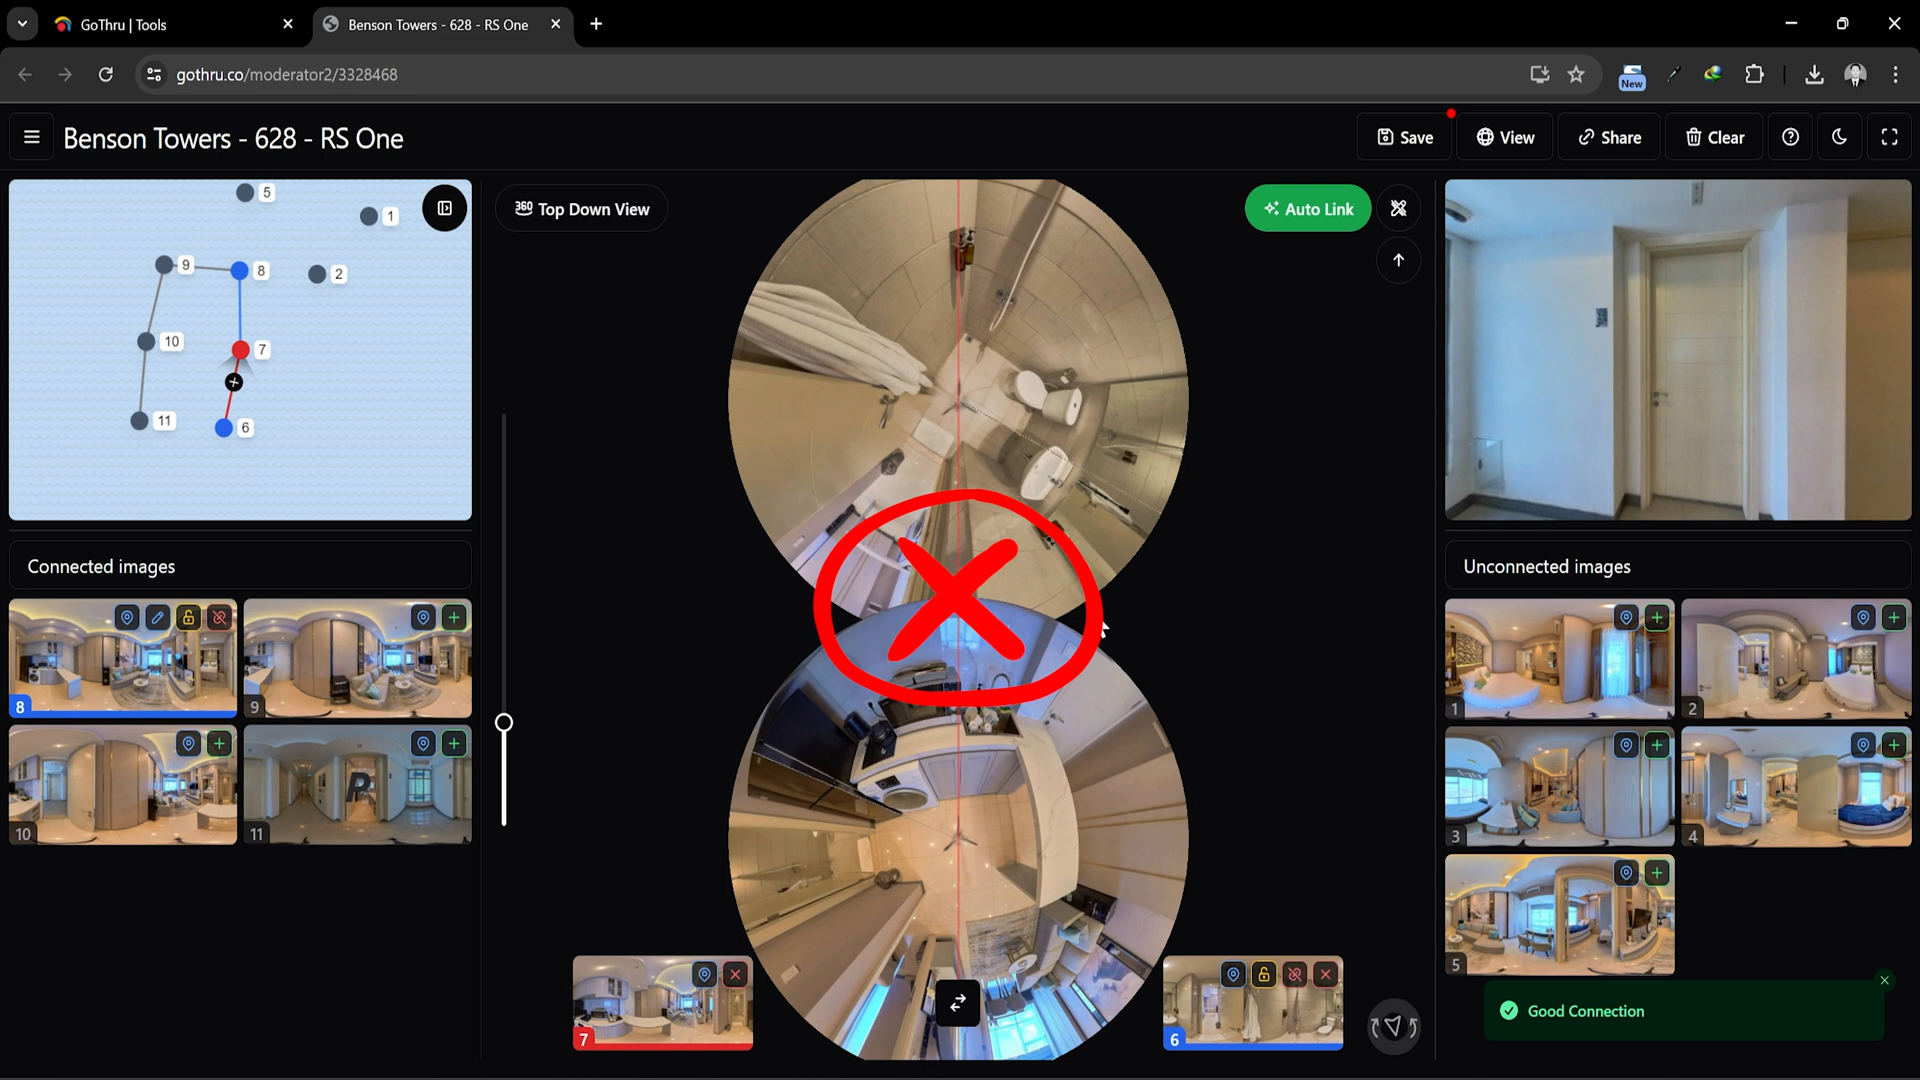 GoThru | Tools
Benson Towers - 628 - RS One
gothru.co/moderator2/3328468
New
Benson Towers - 628 - RS One
Save
View
Share
Clear
5
1
9
8
2
10
7
11
6
360 Top Down View
Auto Link
Connected images
8
9
10
11
P
7
6
Unconnected images
1
2
3
4
5
Good Connection